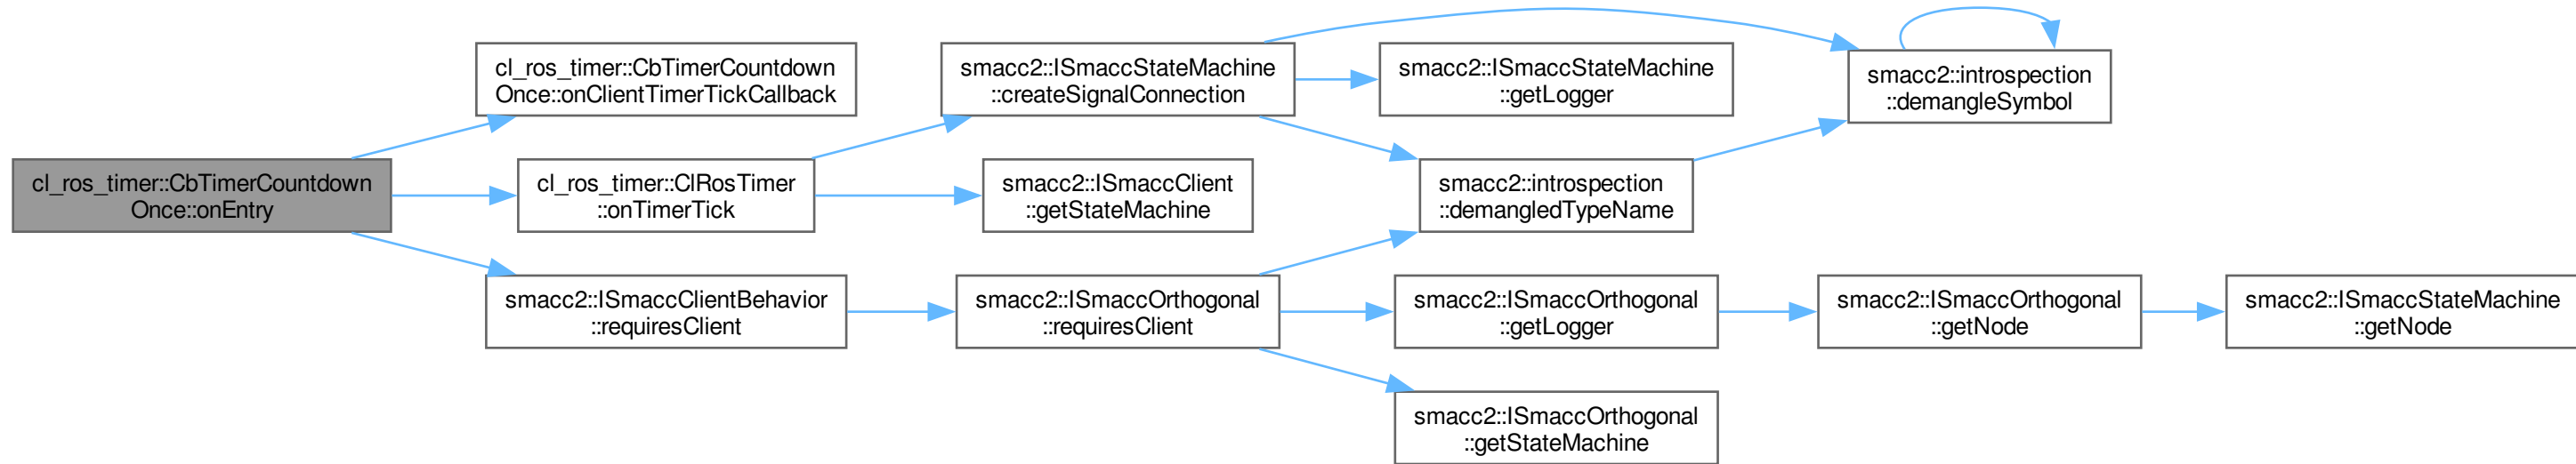 cl_ros_timer::CbTimerCountdown
Once::onEntry
cl_ros_timer::CbTimerCountdown
Once::onClientTimerTickCallback
cl_ros_timer::ClRosTimer
::onTimerTick
smacc2::ISmaccClientBehavior
::requiresClient
smacc2::ISmaccStateMachine
::createSignalConnection
smacc2::ISmaccClient
::getStateMachine
smacc2::ISmaccOrthogonal
::requiresClient
smacc2::ISmaccStateMachine
::getLogger
smacc2::introspection
::demangledTypeName
smacc2::ISmaccOrthogonal
::getLogger
smacc2::ISmaccOrthogonal
::getStateMachine
smacc2::introspection
::demangleSymbol
smacc2::ISmaccOrthogonal
::getNode
smacc2::ISmaccStateMachine
::getNode